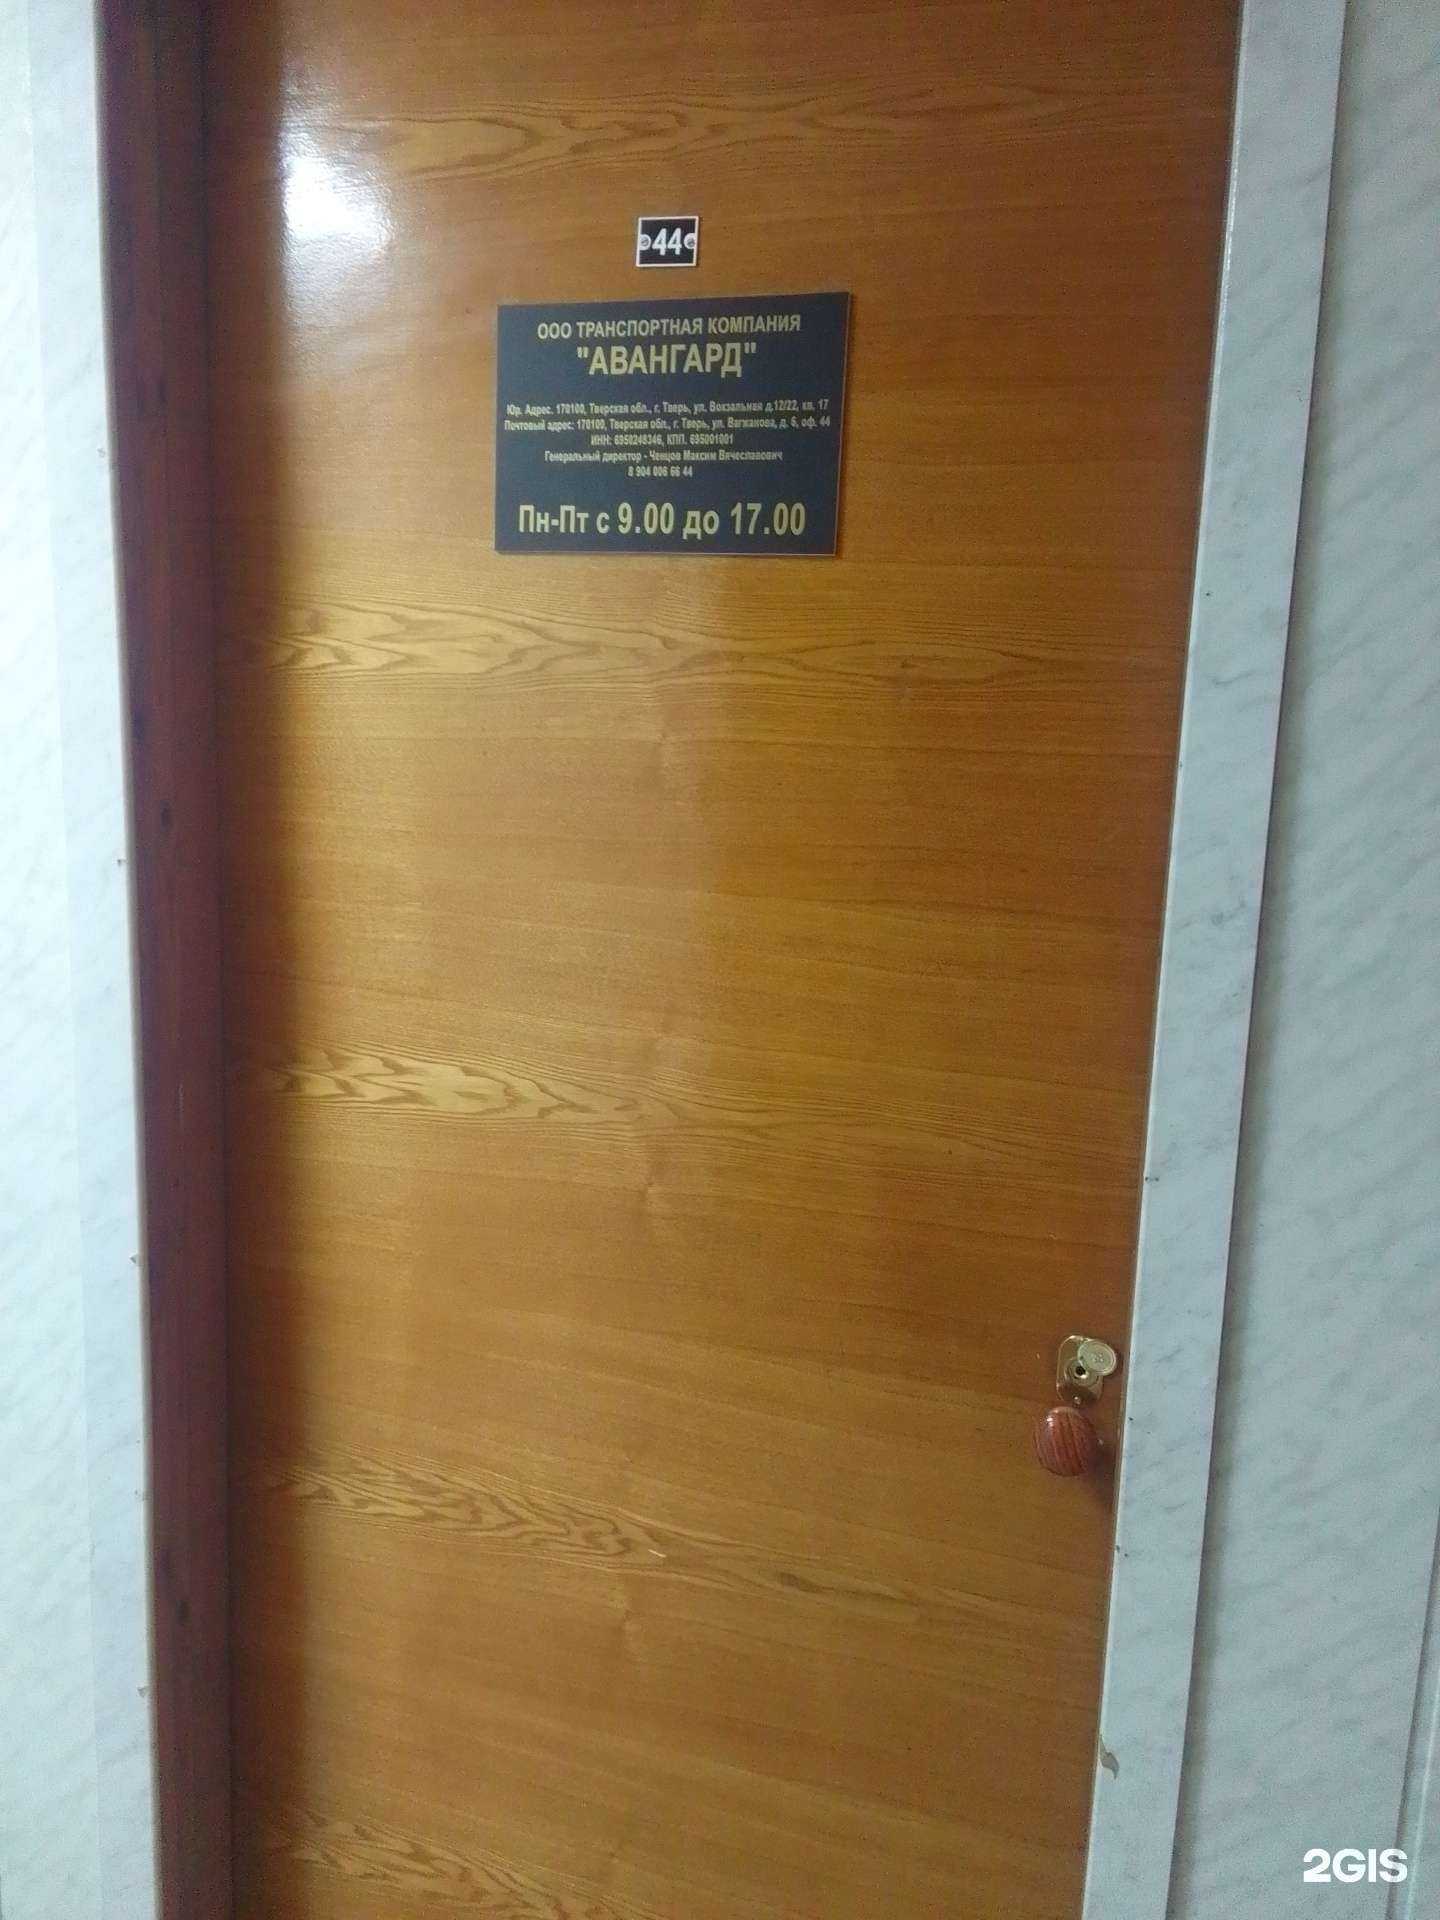 44
ООО ТРАНСПОРТНАЯ КОМПАНИЯ
"АВАНГАРД"
Юр. Адрес. 170100, Тверская обл., г. Тверь, ул. Вокзальная д.12/22, кв. 17
Почтовый адрес: 170100, Тверская обл., г. Тверь, ул. Вагжанова, д. 6, оф. 44
ИНН: 6950248346, КПП. 695001001
Генеральный директор - Ченцов Максим Вячеславович
8 904 006 66 44
Пн-Пт с 9.00 до 17.00
2GIS